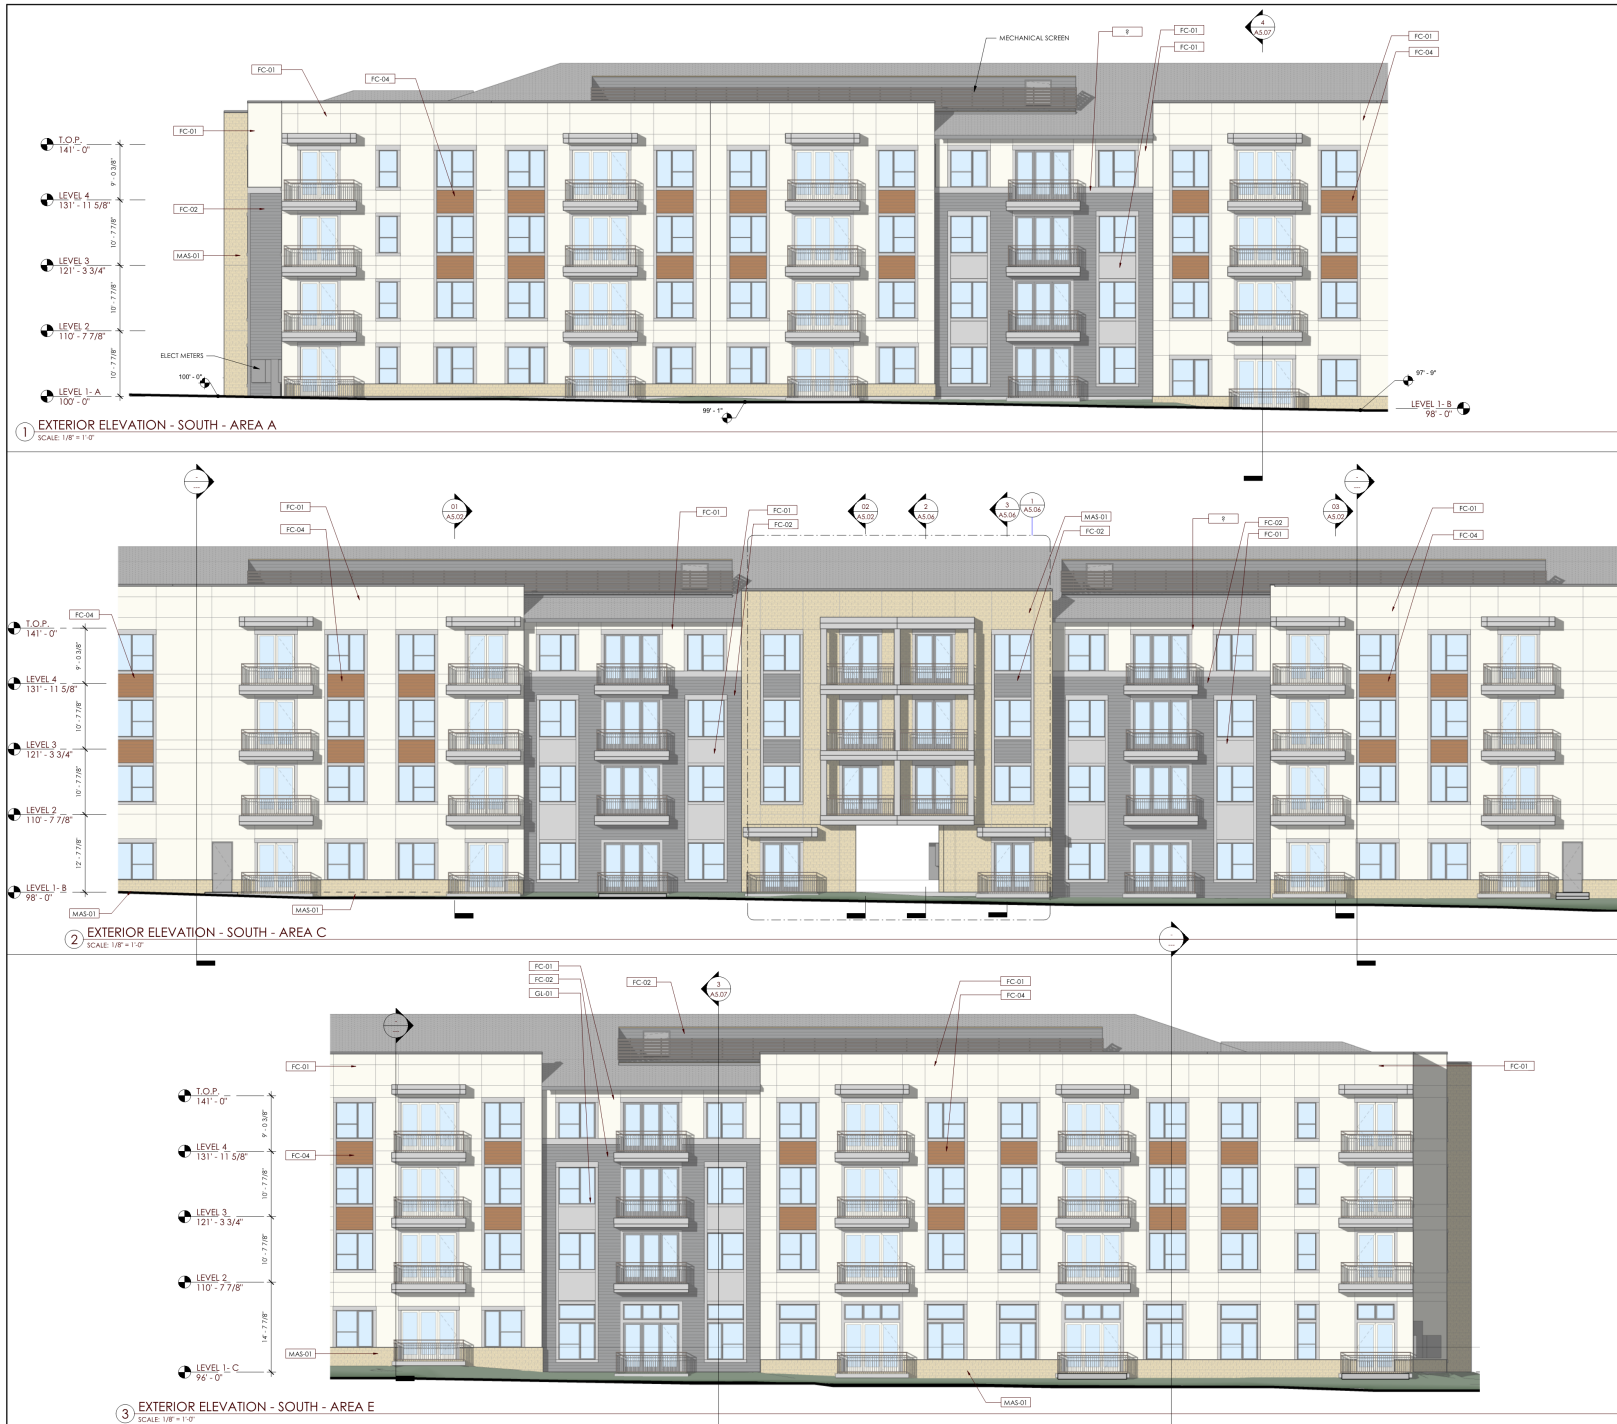 4
A5.07
MECHANICAL SCREEN
?
FC-01
FC-01
FC-01
FC-04
FC-01
FC-04
FC-01
T.O.P.
141' - 0"
9' - 0 3/8"
LEVEL 4
131' - 11 5/8"
FC-02
10' - 7 7/8"
MAS-01
LEVEL 3
121' - 3 3/4"
10' - 7 7/8"
LEVEL 2
110' - 7 7/8"
ELECT METERS
10' - 7 7/8"
100' - 0"
97' - 9"
LEVEL 1- A
100' - 0"
99' - 1"
LEVEL 1- B
98' - 0"
1
EXTERIOR ELEVATION - SOUTH - AREA A
SCALE: 1/8" = 1'-0"
-
---
-
---
01
A5.02
02
A5.02
2
A5.06
3
A5.06
1
A5.06
03
A5.02
FC-01
FC-04
FC-01
FC-01
FC-02
MAS-01
FC-02
?
FC-02
FC-01
FC-01
FC-04
FC-04
T.O.P.
141' - 0"
9' - 0 3/8"
LEVEL 4
131' - 11 5/8"
10' - 7 7/8"
LEVEL 3
121' - 3 3/4"
10' - 7 7/8"
LEVEL 2
110' - 7 7/8"
12' - 7 7/8"
LEVEL 1- B
98' - 0"
MAS-01
MAS-01
2
EXTERIOR ELEVATION - SOUTH - AREA C
SCALE: 1/8" = 1'-0"
-
---
FC-01
FC-02
GL-01
FC-02
3
A5.07
FC-01
FC-04
-
---
FC-01
FC-01
T.O.P.
141' - 0"
9' - 0 3/8"
LEVEL 4
131' - 11 5/8"
FC-04
10' - 7 7/8"
LEVEL 3
121' - 3 3/4"
10' - 7 7/8"
LEVEL 2
110' - 7 7/8"
14' - 7 7/8"
MAS-01
LEVEL 1- C
96' - 0"
MAS-01
3
EXTERIOR ELEVATION - SOUTH - AREA E
SCALE: 1/8" = 1'-0"